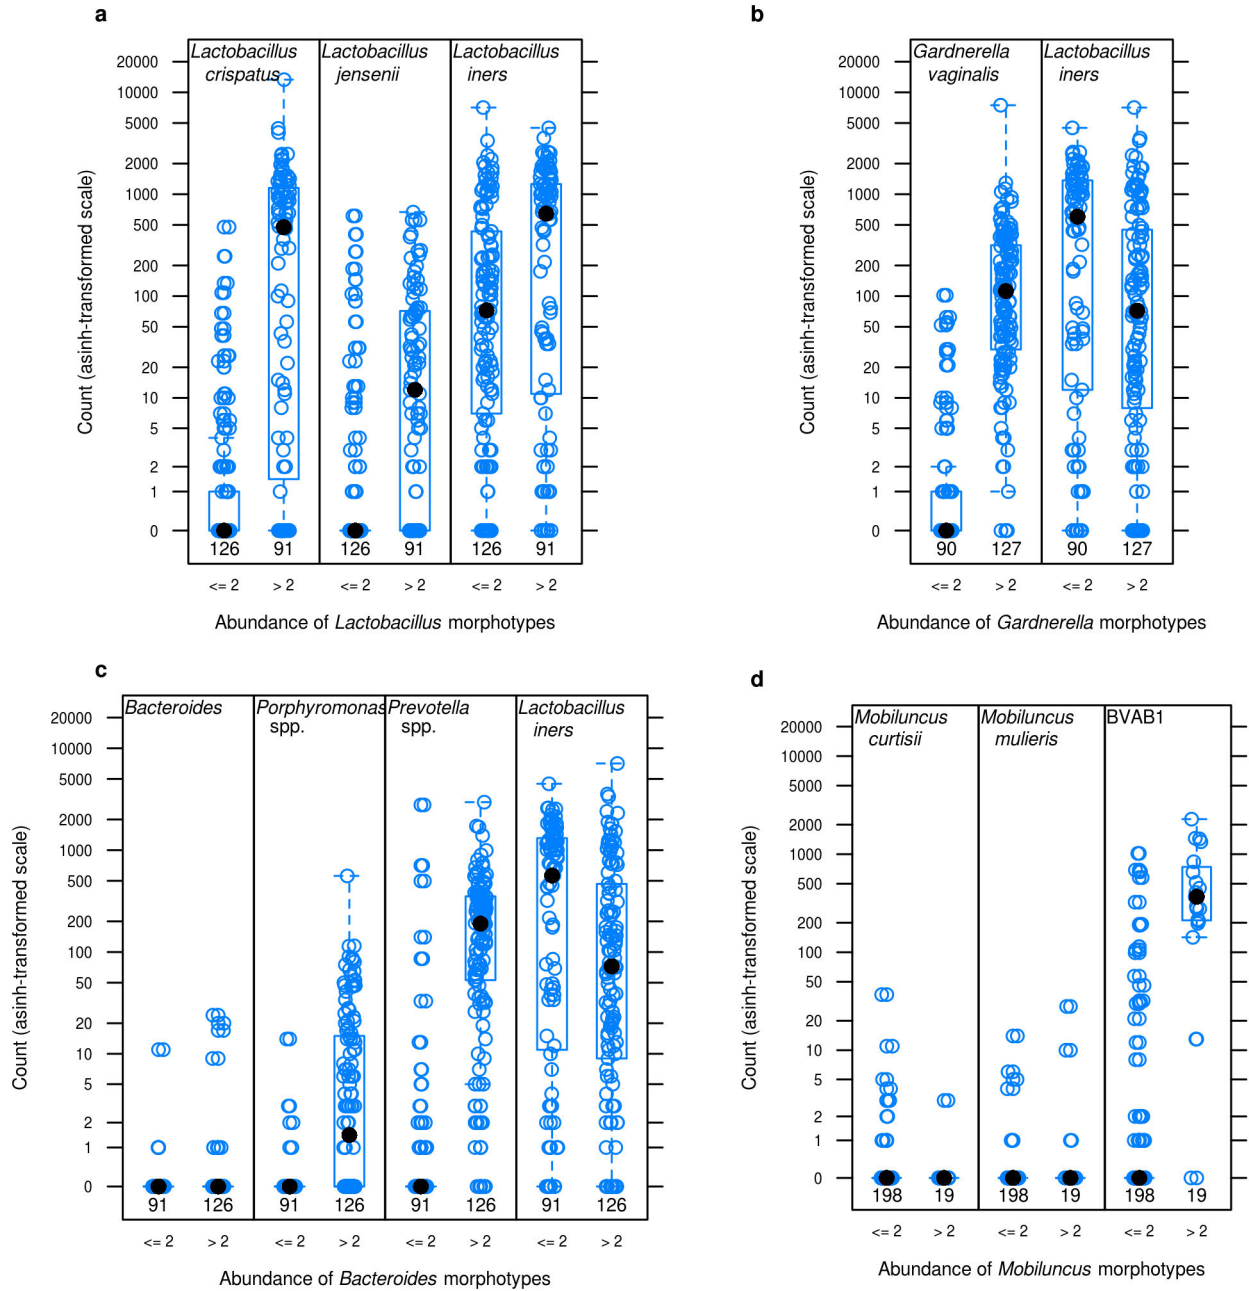 a
Lactobacillus crispatus
Lactobacillus jensenii
Lactobacillus iners
20000
10000
5000
2000
1000
500
200
100
50
20
10
5
2
1
0
Count (asinh-transformed scale)
126 91 126 91 126 91
<= 2 > 2 <= 2 > 2 <= 2 > 2
Abundance of Lactobacillus morphotypes
b
Gardnerella vaginalis
Lactobacillus iners
20000
10000
5000
2000
1000
500
200
100
50
20
10
5
2
1
0
Count (asinh-transformed scale)
90 127 90 127
<= 2 > 2 <= 2 > 2
Abundance of Gardnerella morphotypes
c
Bacteroides
Porphyromonas spp.
Prevotella spp.
Lactobacillus iners
20000
10000
5000
2000
1000
500
200
100
50
20
10
5
2
1
0
Count (asinh-transformed scale)
91 126 91 126 91 126 91 126
<= 2 > 2 <= 2 > 2 <= 2 > 2 <= 2 > 2
Abundance of Bacteroides morphotypes
d
Mobiluncus curtisii
Mobiluncus mulieris
BVAB1
20000
10000
5000
2000
1000
500
200
100
50
20
10
5
2
1
0
Count (asinh-transformed scale)
198 19 198 19 198 19
<= 2 > 2 <= 2 > 2 <= 2 > 2
Abundance of Mobiluncus morphotypes